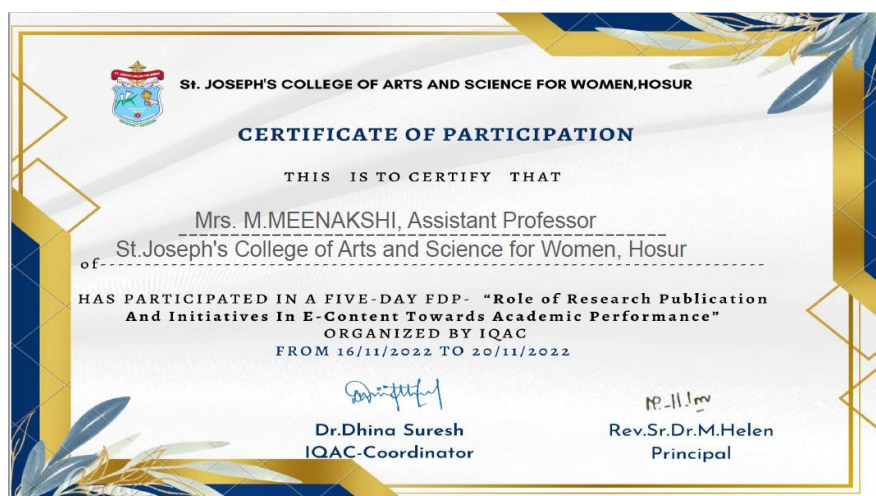 St. JOSEPH'S COLLEGE OF ARTS AND SCIENCE FOR WOMEN,HOSUR
CERTIFICATE OF PARTICIPATION
THIS IS TO CERTIFY THAT
Mrs. M.MEENAKSHI, Assistant Professor
of St.Joseph's College of Arts and Science for Women, Hosur
HAS PARTICIPATED IN A FIVE-DAY FDP- “Role of Research Publication
And Initiatives In E-Content Towards Academic Performance”
ORGANIZED BY IQAC
FROM 16/11/2022 TO 20/11/2022
Dr.Dhina Suresh
IQAC-Coordinator
Rev.Sr.Dr.M.Helen
Principal